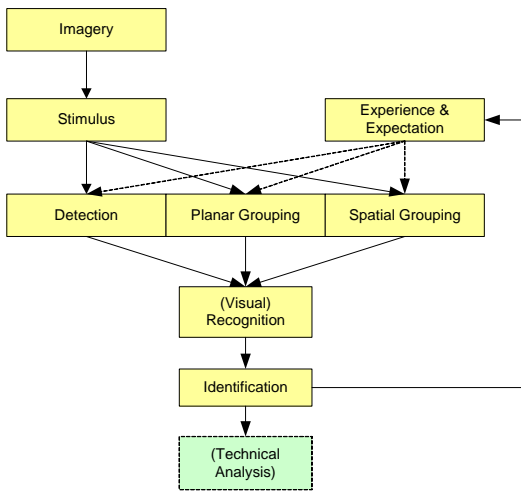 Imagery
Stimulus
Experience &
Expectation
Detection
Planar Grouping
Spatial Grouping
(Visual)
Recognition
Identification
(Technical
Analysis)